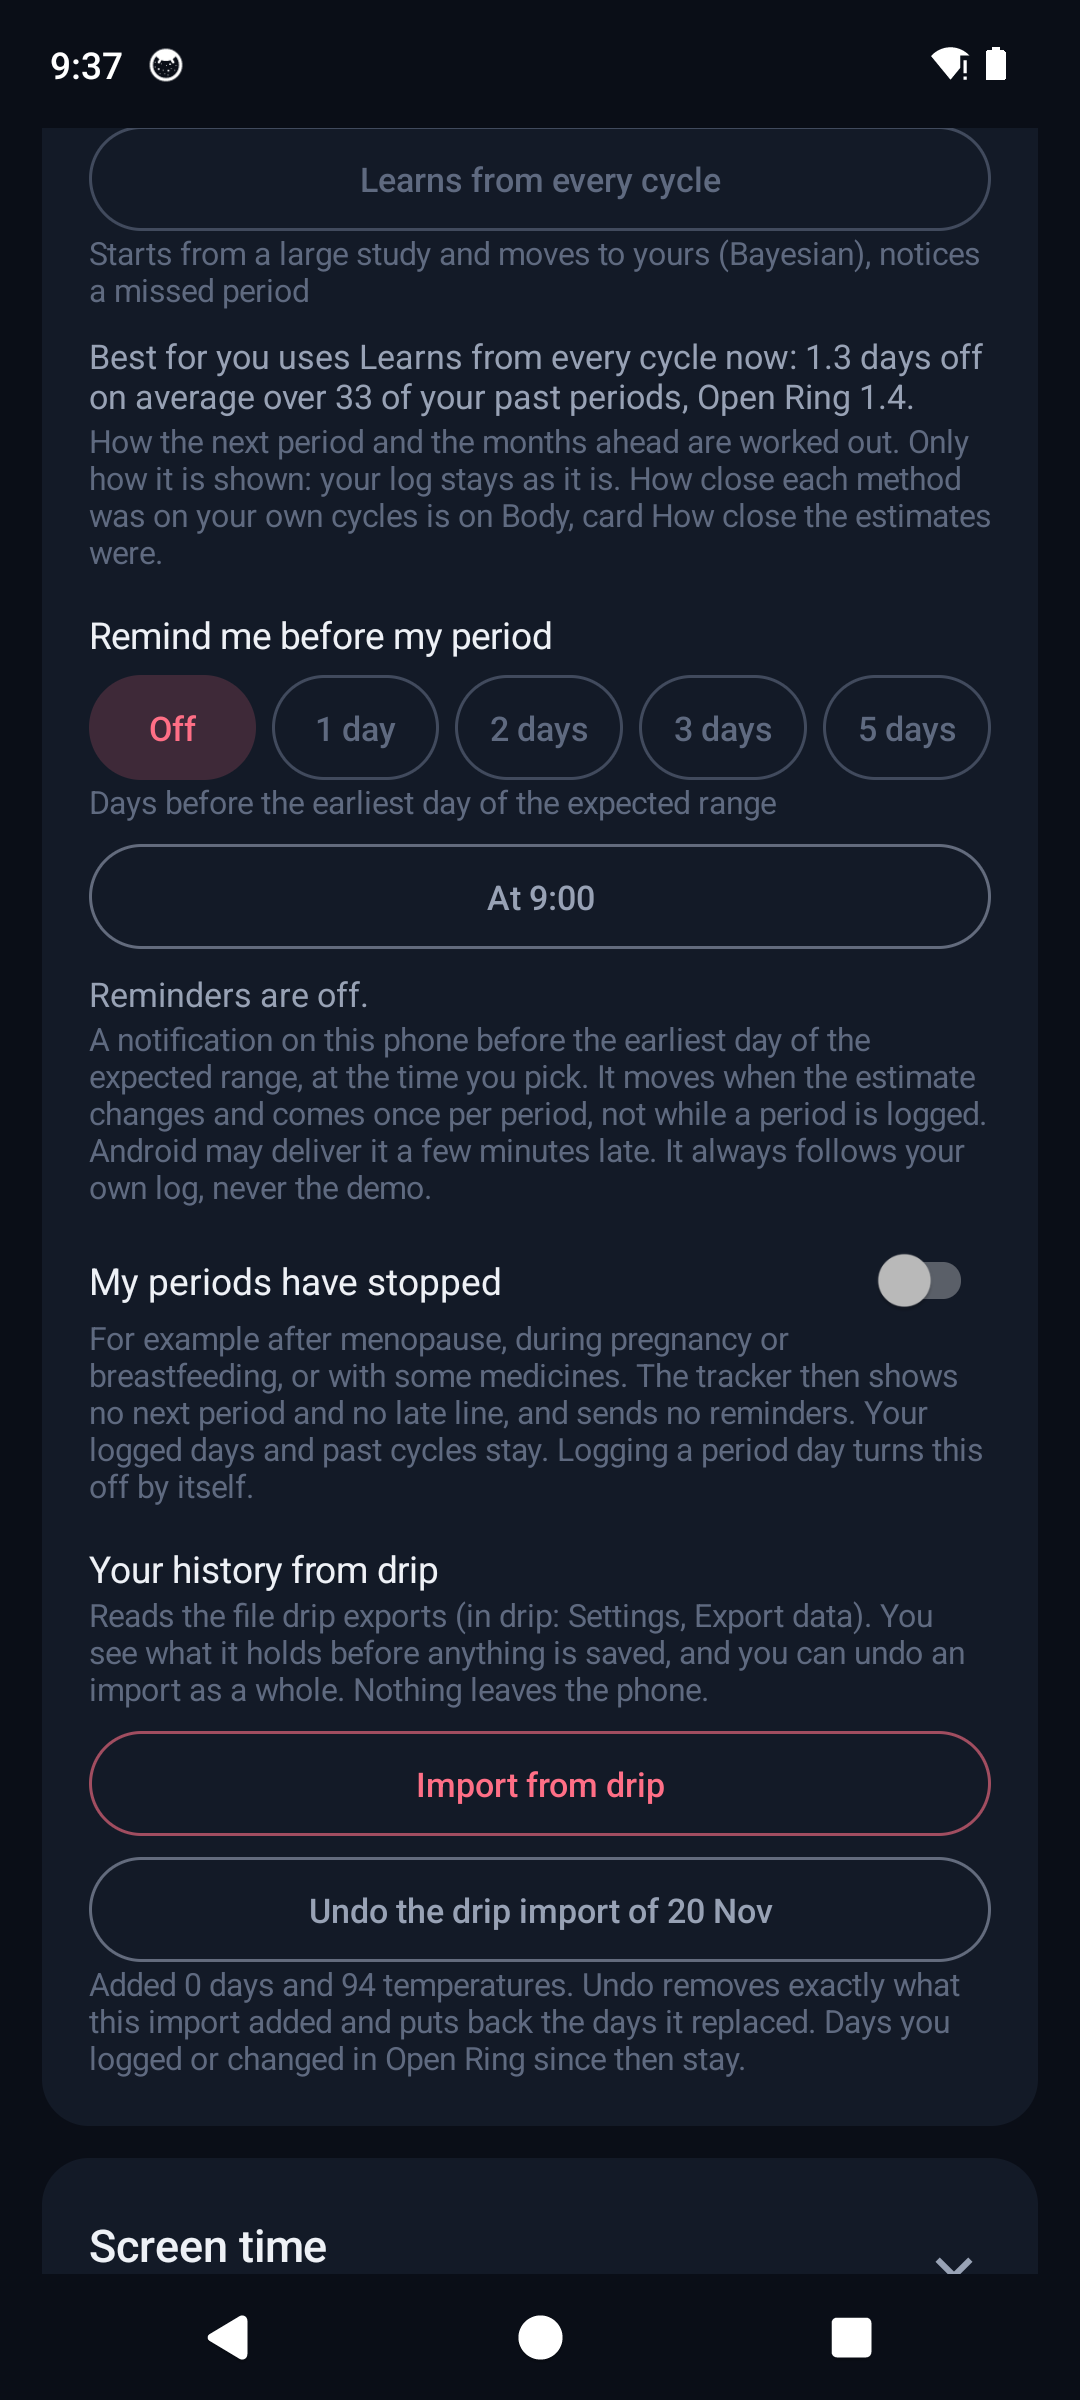 9:37
Learns from every cycle
Starts from a large study and moves to yours (Bayesian), notices
a missed period
Best for you uses Learns from every cycle now: 1.3 days off
on average over 33 of your past periods, Open Ring 1.4.
How the next period and the months ahead are worked out. Only
how it is shown: your log stays as it is. How close each method
was on your own cycles is on Body, card How close the estimates
were.
Remind me before my period
Off
1 day
2 days
3 days
5 days
Days before the earliest day of the expected range
At 9:00
Reminders are off.
A notification on this phone before the earliest day of the
expected range, at the time you pick. It moves when the estimate
changes and comes once per period, not while a period is logged.
Android may deliver it a few minutes late. It always follows your
own log, never the demo.
My periods have stopped
For example after menopause, during pregnancy or
breastfeeding, or with some medicines. The tracker then shows
no next period and no late line, and sends no reminders. Your
logged days and past cycles stay. Logging a period day turns this
off by itself.
Your history from drip
Reads the file drip exports (in drip: Settings, Export data). You
see what it holds before anything is saved, and you can undo an
import as a whole. Nothing leaves the phone.
Import from drip
Undo the drip import of 20 Nov
Added 0 days and 94 temperatures. Undo removes exactly what
this import added and puts back the days it replaced. Days you
logged or changed in Open Ring since then stay.
Screen time